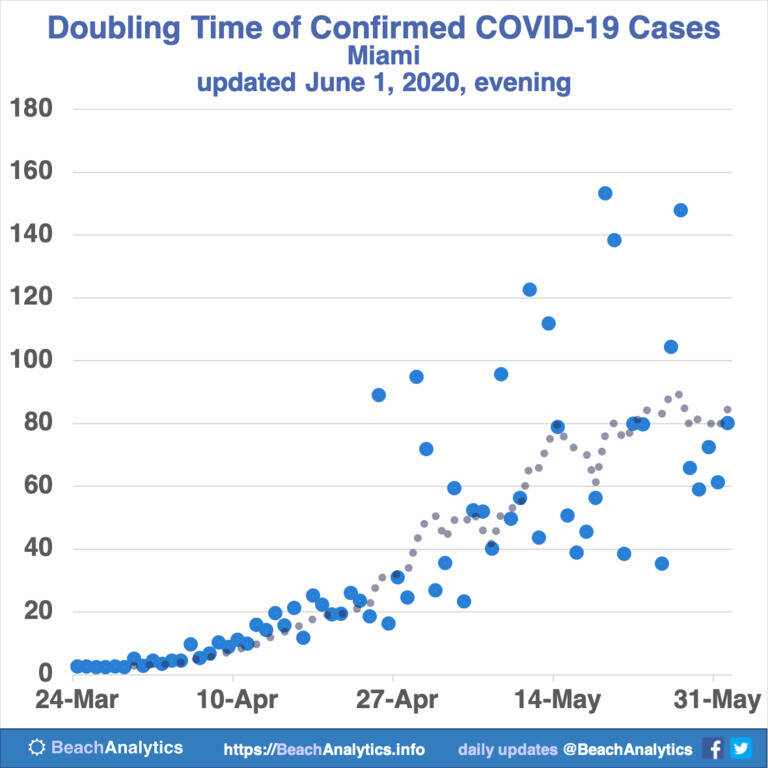 Doubling Time of Confirmed COVID-19 Cases
Miami
updated June 1, 2020, evening
180
160
140
120
100
80
60
40
20
0
24-Mar 10-Apr 27-Apr 14-May 31-May
BeachAnalytics https://BeachAnalytics.info daily updates @BeachAnalytics